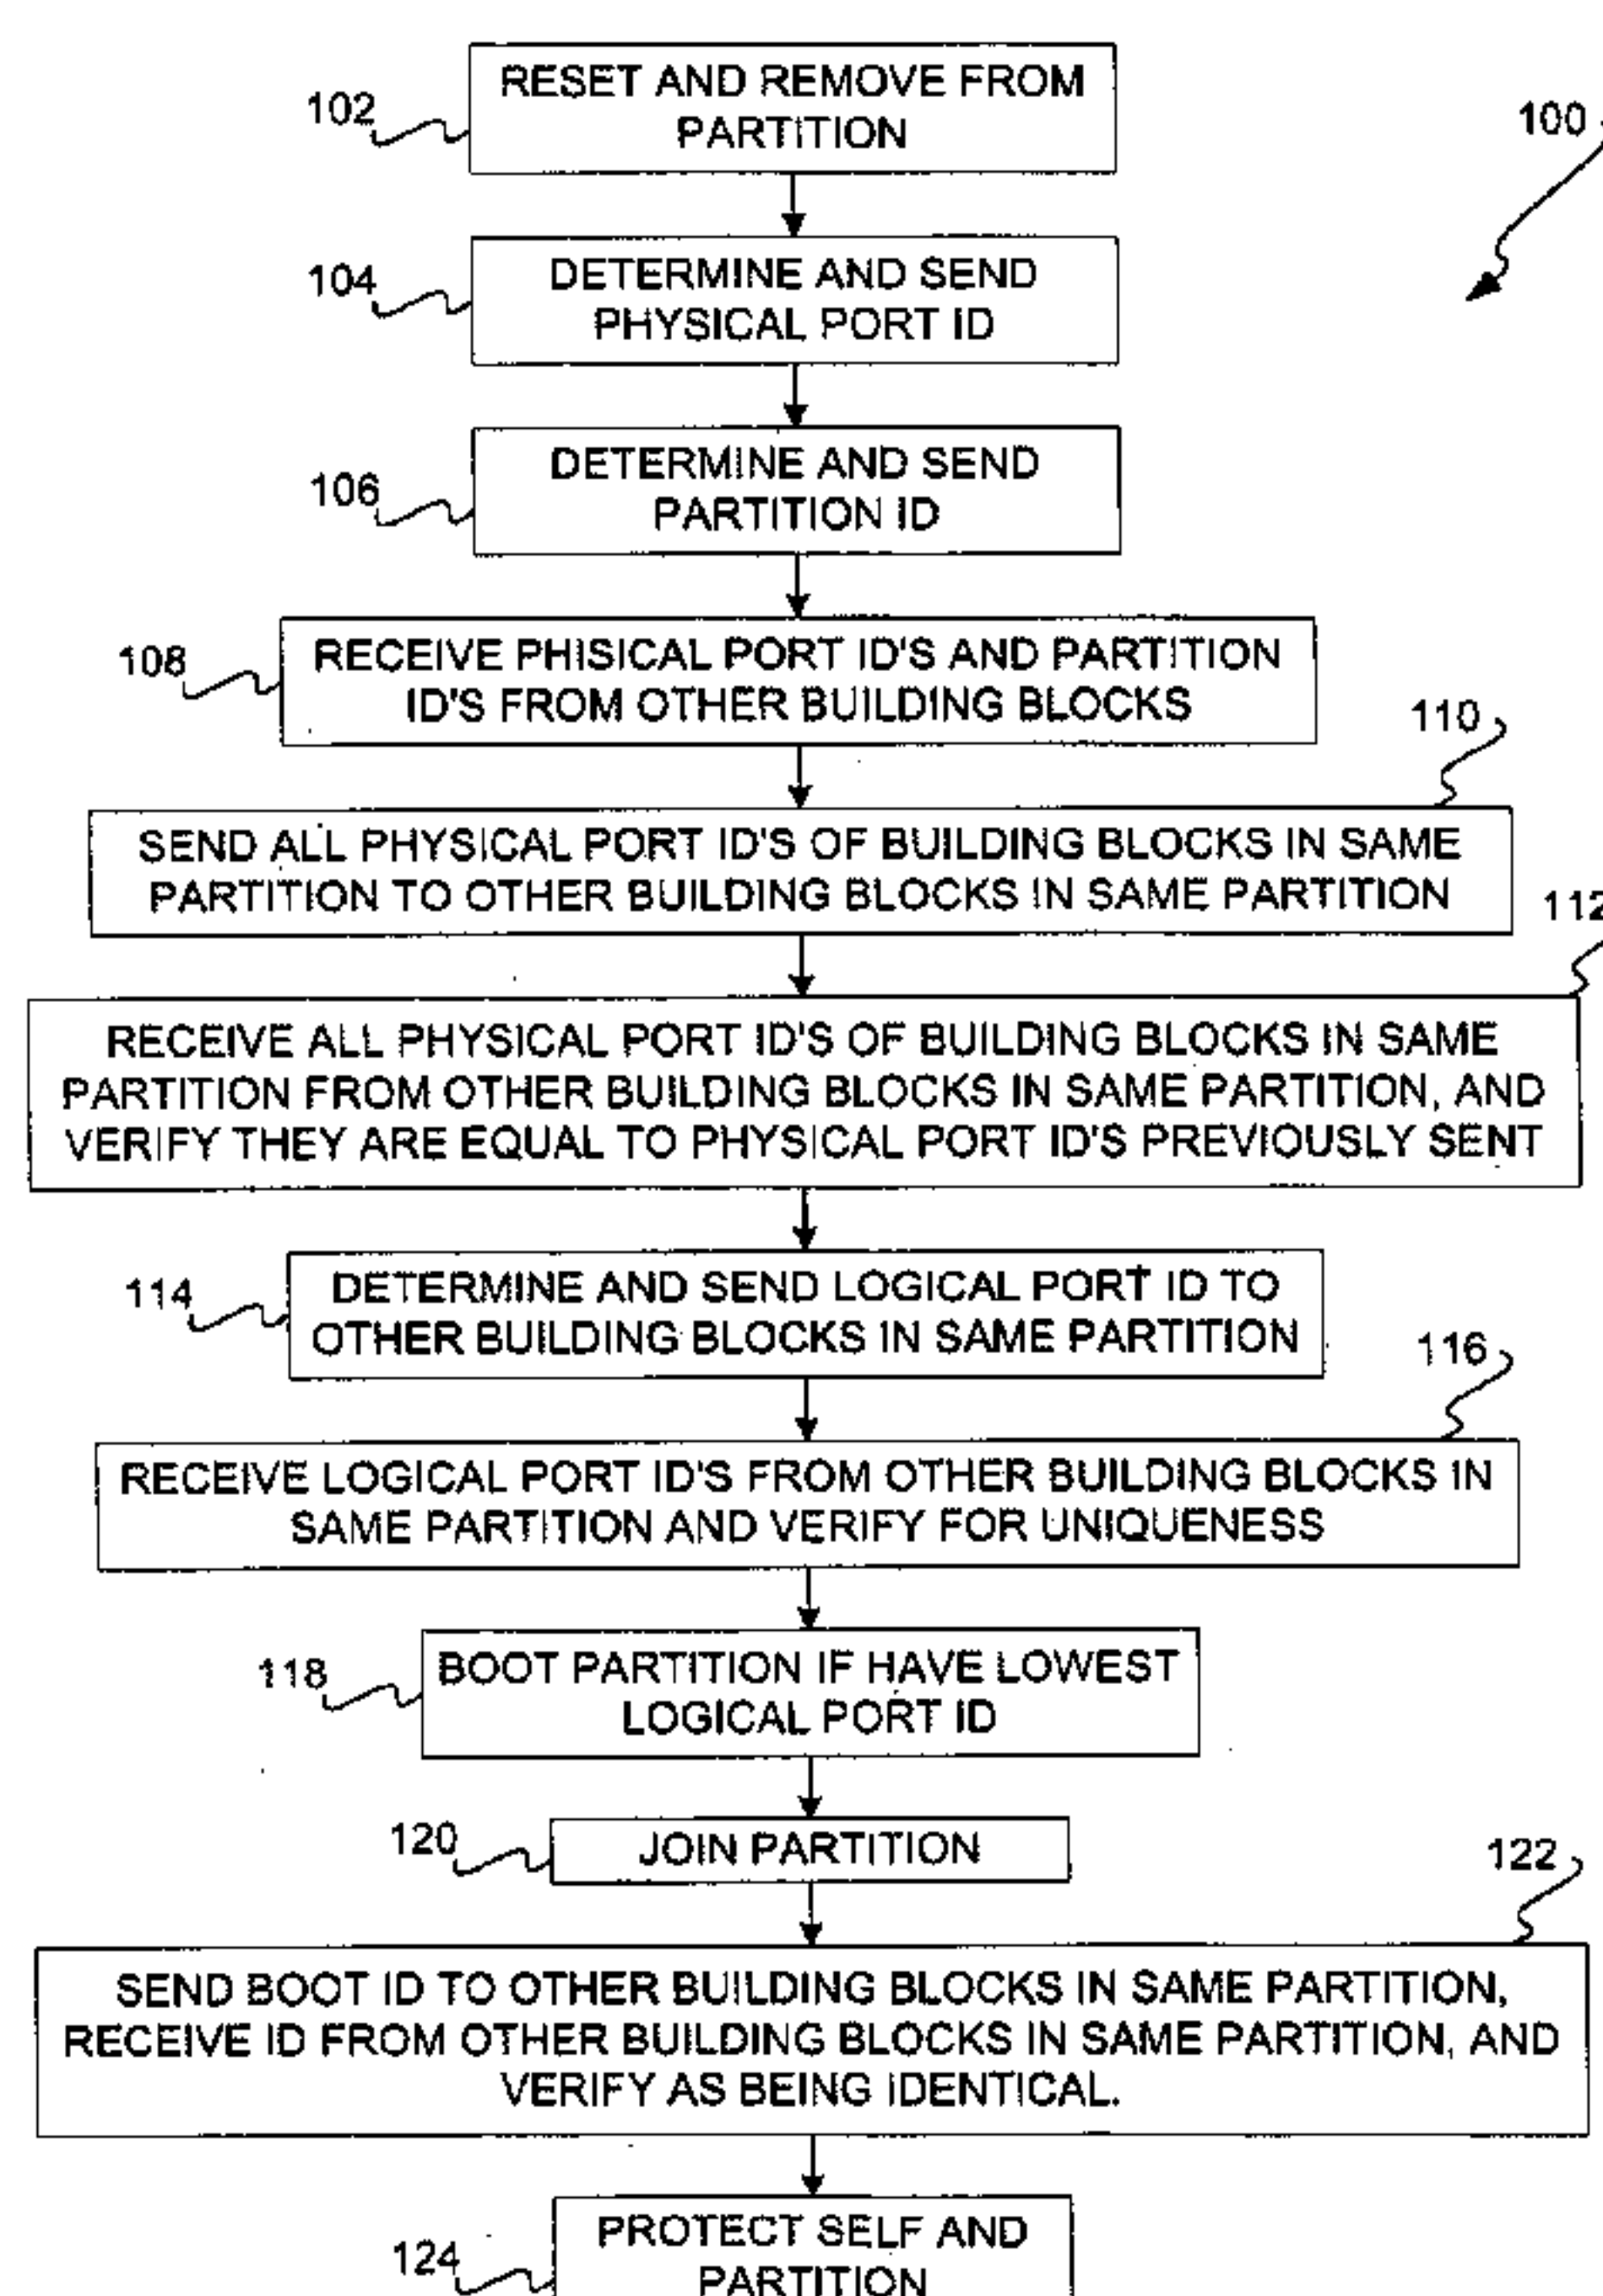 RESET AND REMOVE FROM
PARTITION
102
100
DETERMINE AND SEND
PHYSICAL PORT ID
104
DETERMINE AND SEND
PARTITION ID
106
RECEIVE PHISICAL PORT ID'S AND PARTITION
ID'S FROM OTHER BUILDING BLOCKS
108
110
SEND ALL PHYSICAL PORT ID'S OF BUILDING BLOCKS IN SAME
PARTITION TO OTHER BUILDING BLOCKS IN SAME PARTITION
112
RECEIVE ALL PHYSICAL PORT ID'S OF BUILDING BLOCKS IN SAME
PARTITION FROM OTHER BUILDING BLOCKS IN SAME PARTITION, AND
VERIFY THEY ARE EQUAL TO PHYSICAL PORT ID'S PREVIOUSLY SENT
114
DETERMINE AND SEND LOGICAL PORT ID TO
OTHER BUILDING BLOCKS IN SAME PARTITION
116
RECEIVE LOGICAL PORT ID'S FROM OTHER BUILDING BLOCKS IN
SAME PARTITION AND VERIFY FOR UNIQUENESS
118
BOOT PARTITION IF HAVE LOWEST
LOGICAL PORT ID
120
JOIN PARTITION
122
SEND BOOT ID TO OTHER BUILDING BLOCKS IN SAME PARTITION,
RECEIVE ID FROM OTHER BUILDING BLOCKS IN SAME PARTITION, AND
VERIFY AS BEING IDENTICAL.
124
PROTECT SELF AND
PARTITION